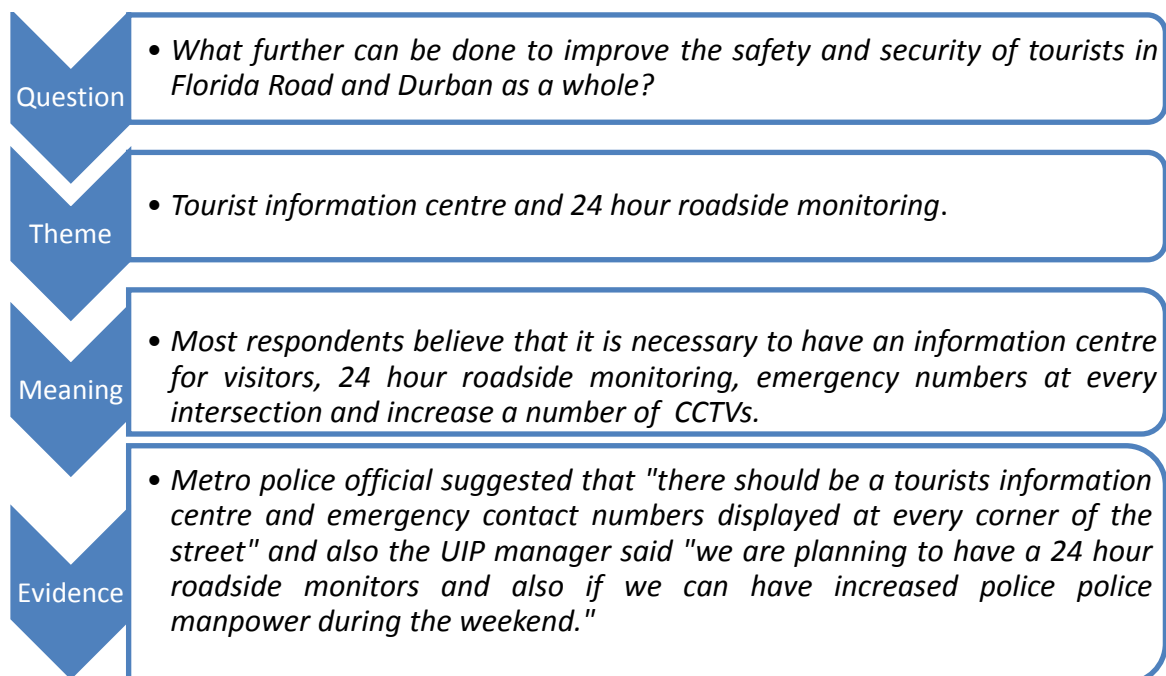 Question
• What further can be done to improve the safety and security of tourists in
Florida Road and Durban as a whole?
Theme
• Tourist information centre and 24 hour roadside monitoring.
Meaning
• Most respondents believe that it is necessary to have an information centre
for visitors, 24 hour roadside monitoring, emergency numbers at every
intersection and increase a number of CCTVs.
Evidence
• Metro police official suggested that "there should be a tourists information
centre and emergency contact numbers displayed at every corner of the
street" and also the UIP manager said "we are planning to have a 24 hour
roadside monitors and also if we can have increased police police
manpower during the weekend."